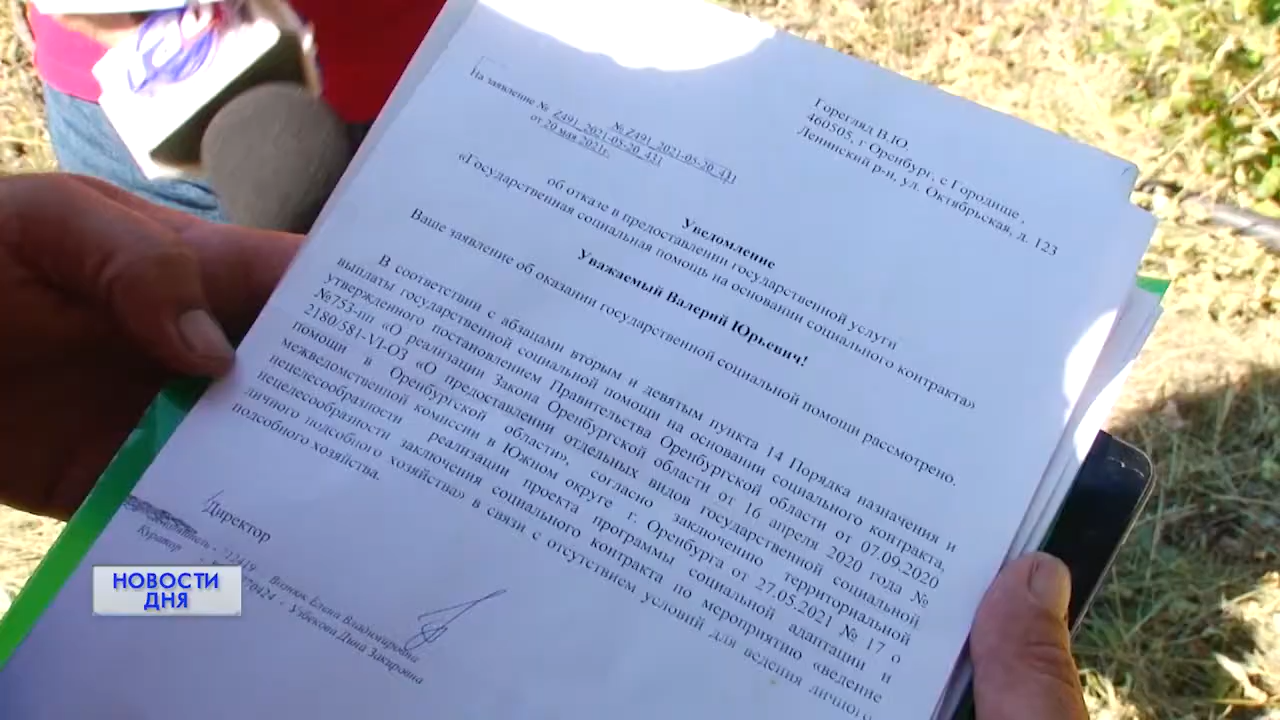 Горегляд В.Ю.
460505, г Оренбург, с Городище ,
Ленинский р-н, ул. Октябрьская, д. 123
№ Z491_2021-05-20_431
На заявление № Z491_2021-05-20_431
от 20 мая 2021г.
Уведомление
об отказе в предоставлении государственной услуги
«Государственная социальная помощь на основании социального контракта»
Уважаемый Валерий Юрьевич!
Ваше заявление об оказании государственной социальной помощи рассмотрено.
В соответствии с абзацами вторым и девятым пункта 14 Порядка назначения и
выплаты государственной социальной помощи на основании социального контракта,
утвержденного постановлением Правительства Оренбургской области от 07.09.2020
№753-пп «О реализации Закона Оренбургской области от 16 апреля 2020 года №
2180/581-VI-ОЗ «О предоставлении отдельных видов государственной социальной
помощи в Оренбургской области», согласно заключению территориальной
межведомственной комиссии в Южном округе г. Оренбурга от 27.05.2021 № 17 о
нецелесообразности реализации проекта программы социальной адаптации и
нецелесообразности заключения социального контракта по мероприятию «ведение
личного подсобного хозяйства» в связи с отсутствием условий для ведения личного
подсобного хозяйства.
Директор
Елена Владимировна
Куратор
Узбекова Дина Закировна
НОВОСТИ
ДНЯ